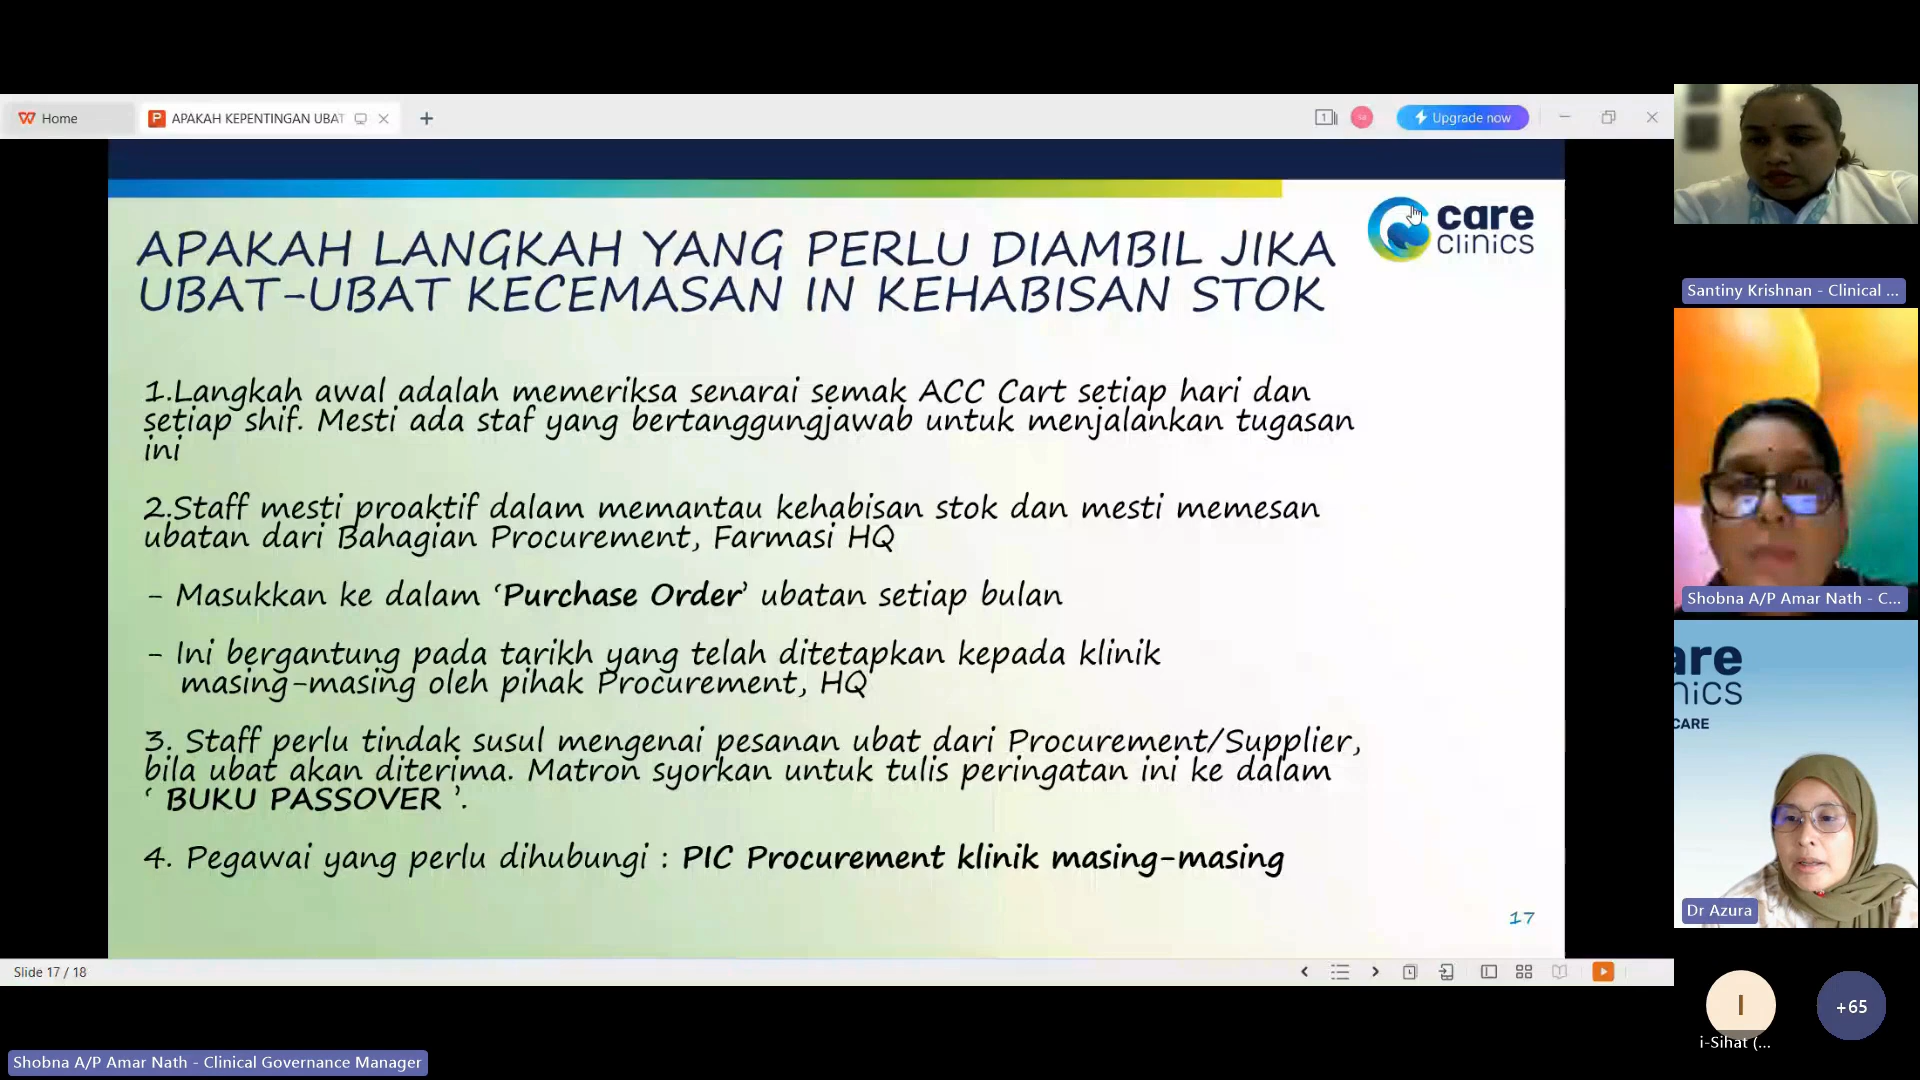 Home
APAKAH KEPENTINGAN UBAT
1
Upgrade now
care
clinics
APAKAH LANGKAH YANG PERLU DIAMBIL JIKA
UBAT-UBAT KECEMASAN IN KEHABISAN STOK
1.Langkah awal adalah memeriksa senarai semak ACC Cart setiap hari dan
setiap shif. Mesti ada staf yang bertanggungjawab untuk menjalankan tugasan
ini
2.Staff mesti proaktif dalam memantau kehabisan stok dan mesti memesan
ubatan dari Bahagian Procurement, Farmasi HQ
- Masukkan ke dalam ‘Purchase Order’ ubatan setiap bulan
- Ini bergantung pada tarikh yang telah ditetapkan kepada klinik
masing-masing oleh pihak Procurement, HQ
3. Staff perlu tindak susul mengenai pesanan ubat dari Procurement/Supplier,
bila ubat akan diterima. Matron syorkan untuk tulis peringatan ini ke dalam
‘ BUKU PASSOVER ’.
4. Pegawai yang perlu dihubungi : PIC Procurement klinik masing-masing
17
Slide 17 / 18
Santiny Krishnan - Clinical ...
Shobna A/P Amar Nath - C...
are
nics
CARE
Dr Azura
I
i-Sihat (...
+65
Shobna A/P Amar Nath - Clinical Governance Manager